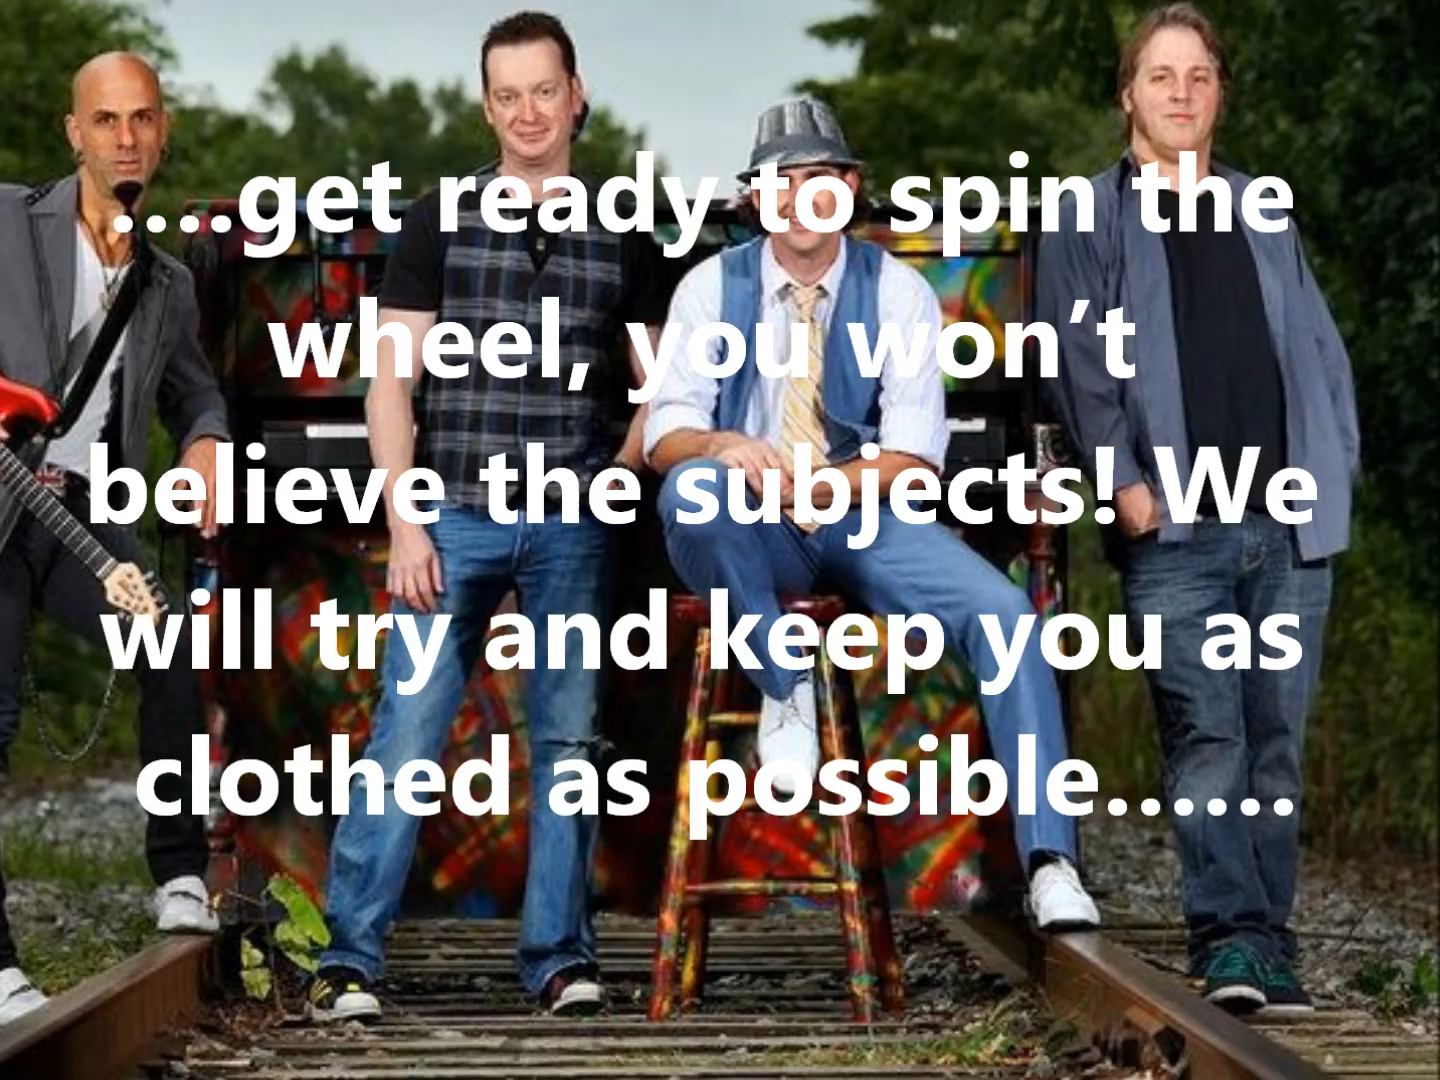 ....get ready to spin the
wheel, you won’t
believe the subjects! We
will try and keep you as
clothed as possible......